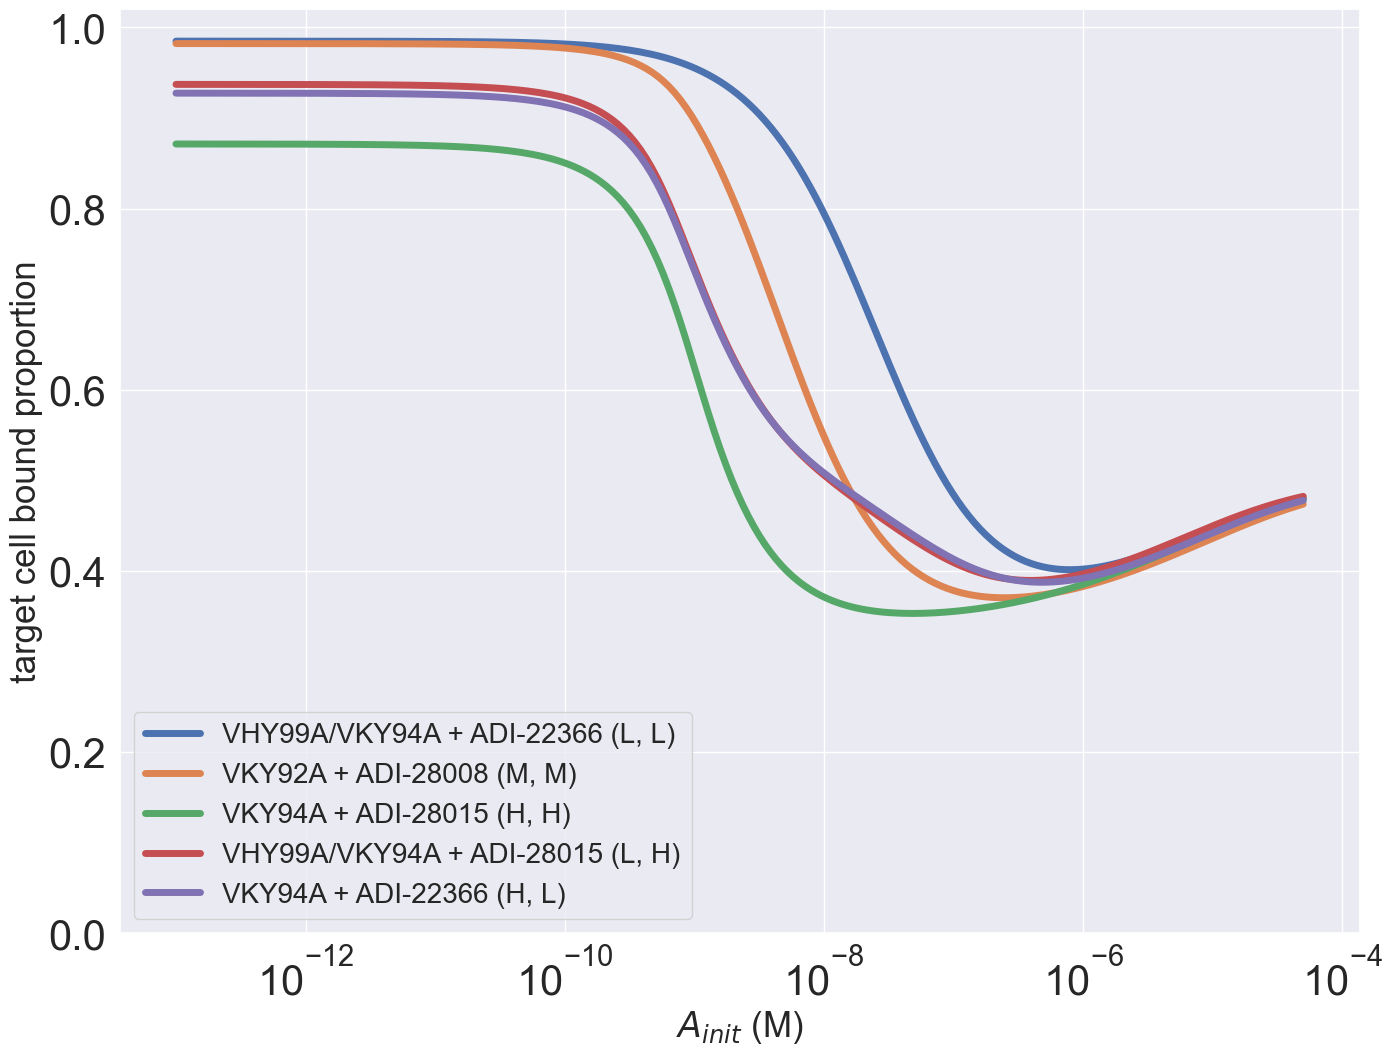 target cell bound proportion
1.0
0.8
0.6
0.4
0.2
0.0
VHY99A/VKY94A + ADI-22366 (L, L)
VKY92A + ADI-28008 (M, M)
VKY94A + ADI-28015 (H, H)
VHY99A/VKY94A + ADI-28015 (L, H)
VKY94A + ADI-22366 (H, L)
10⁻¹² 10⁻¹⁰ 10⁻⁸ 10⁻⁶ 10⁻⁴
A_init (M)